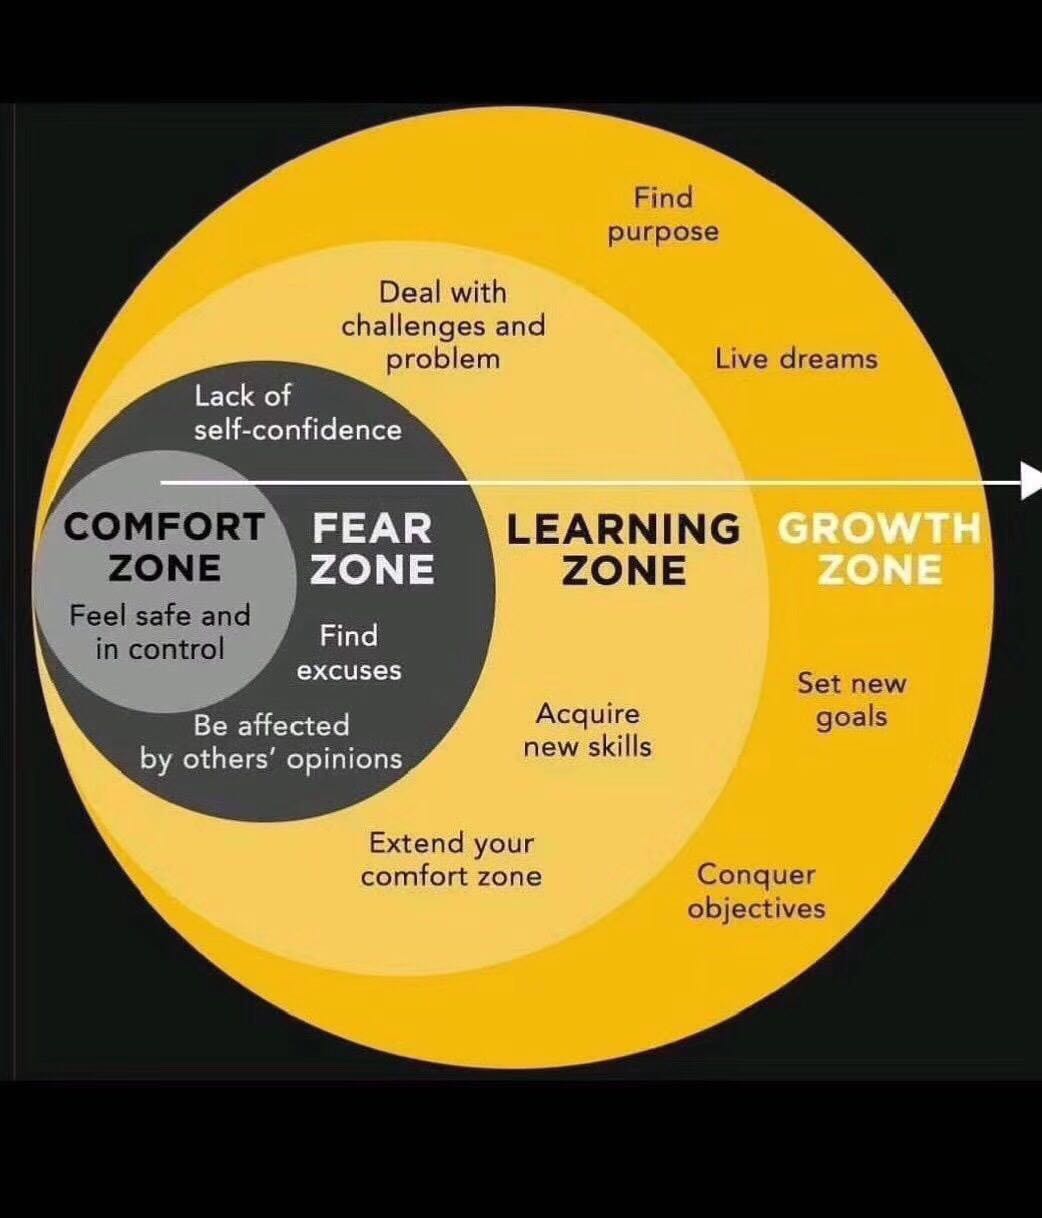 Find
purpose
Deal with
challenges and
problem
Live dreams
Lack of
self-confidence
COMFORT
ZONE
Feel safe and
in control
FEAR
ZONE
Find
excuses
Be affected
by others' opinions
LEARNING
ZONE
Acquire
new skills
Extend your
comfort zone
GROWTH
ZONE
Set new
goals
Conquer
objectives